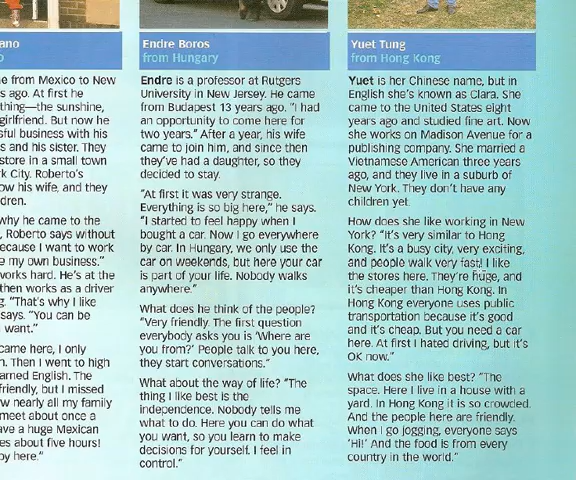 ano
Endre Boros
from Hungary
Yuet Tung
from Hong Kong
e from Mexico to New
s ago. At first he
thing—the sunshine,
girlfriend. But now he
sful business with his
s and his sister. They
store in a small town
k City. Roberto's
ow his wife, and they
dren.
why he came to the
, Roberto says without
ecause I want to work
e my own business."
works hard. He's at the
then works as a driver
g. "That's why I like
says. "You can be
want."
came here, I only
n. Then I went to high
arned English. The
friendly, but I missed
w nearly all my family
meet about once a
ave a huge Mexican
es about five hours!
py here."
Endre is a professor at Rutgers
University in New Jersey. He came
from Budapest 13 years ago. "I had
an opportunity to come here for
two years." After a year, his wife
came to join him, and since then
they've had a daughter, so they
decided to stay.
"At first it was very strange.
Everything is so big here," he says.
"I started to feel happy when I
bought a car. Now I go everywhere
by car. In Hungary, we only use the
car on weekends, but here your car
is part of your life. Nobody walks
anywhere."
What does he think of the people?
"Very friendly. The first question
everybody asks you is 'Where are
you from?' People talk to you here,
they start conversations."
What about the way of life? "The
thing I like best is the
independence. Nobody tells me
what to do. Here you can do what
you want, so you learn to make
decisions for yourself. I feel in
control."
Yuet is her Chinese name, but in
English she's known as Clara. She
came to the United States eight
years ago and studied fine art. Now
she works on Madison Avenue for a
publishing company. She married a
Vietnamese American three years
ago, and they live in a suburb of
New York. They don't have any
children yet.
How does she like working in New
York? "It's very similar to Hong
Kong. It's a busy city, very exciting,
and people walk very fast! I like
the stores here. They're huge, and
it's cheaper than Hong Kong. In
Hong Kong everyone uses public
transportation because it's good
and it's cheap. But you need a car
here. At first I hated driving, but it's
OK now."
What does she like best? "The
space. Here I live in a house with a
yard. In Hong Kong it is so crowded.
And the people here are friendly.
When I go jogging, everyone says
'Hi!' And the food is from every
country in the world."